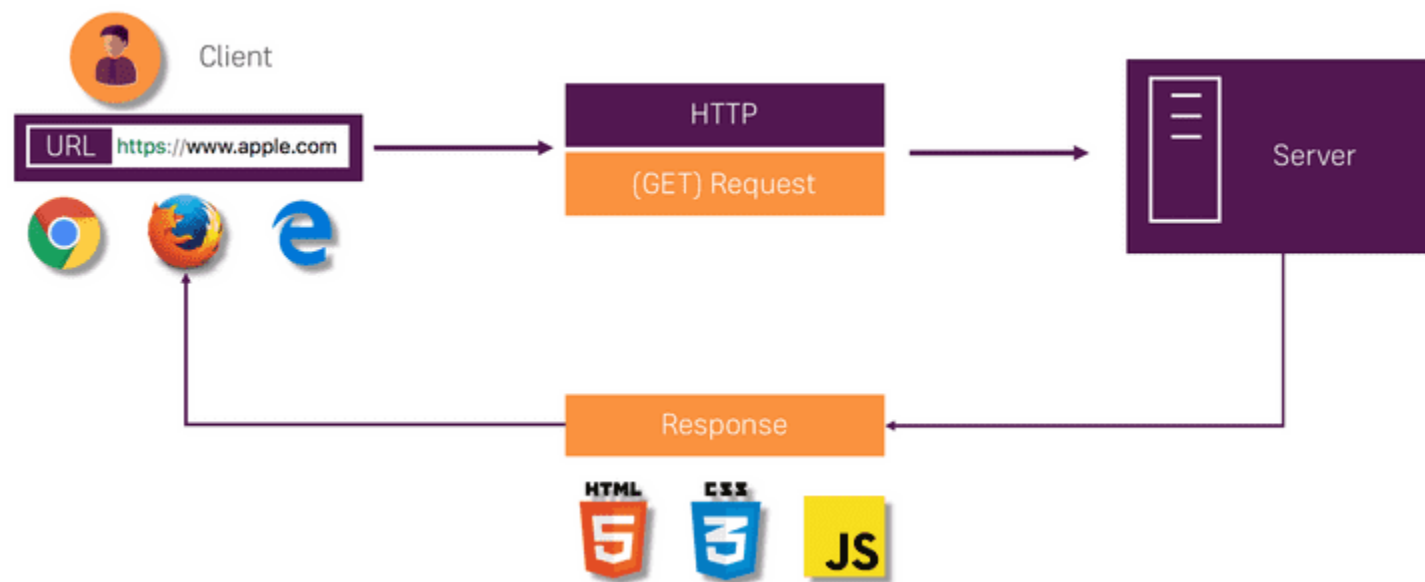 Client
URL https://www.apple.com
HTTP
(GET) Request
Server
Response
HTML
5
CSS
3
JS